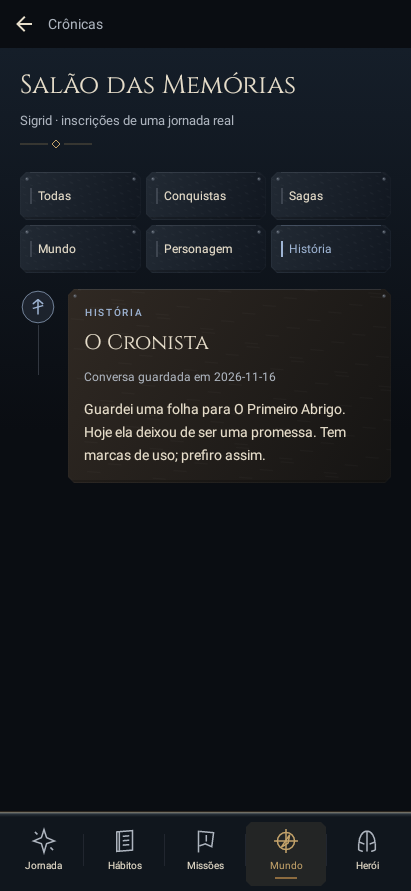 Crônicas
Salão das Memórias
Sigrid · inscrições de uma jornada real
Todas
Conquistas
Sagas
Mundo
Personagem
História
HISTÓRIA
O Cronista
Conversa guardada em 2026-11-16
Guardei uma folha para O Primeiro Abrigo.
Hoje ela deixou de ser uma promessa. Tem
marcas de uso; prefiro assim.
Jornada
Hábitos
Missões
Mundo
Herói